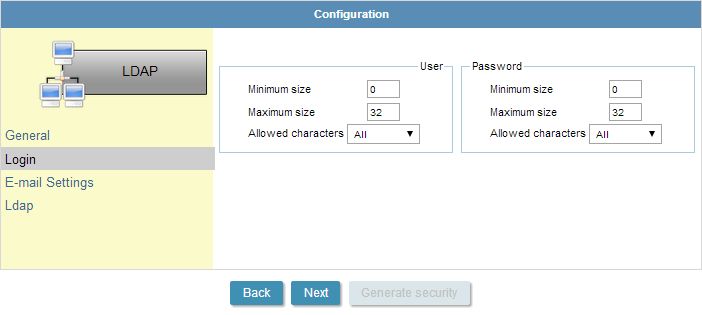 Configuration
LDAP
General
Login
E-mail Settings
Ldap
User
Minimum size 0
Maximum size 32
Allowed characters All
Password
Minimum size 0
Maximum size 32
Allowed characters All
Back Next Generate security